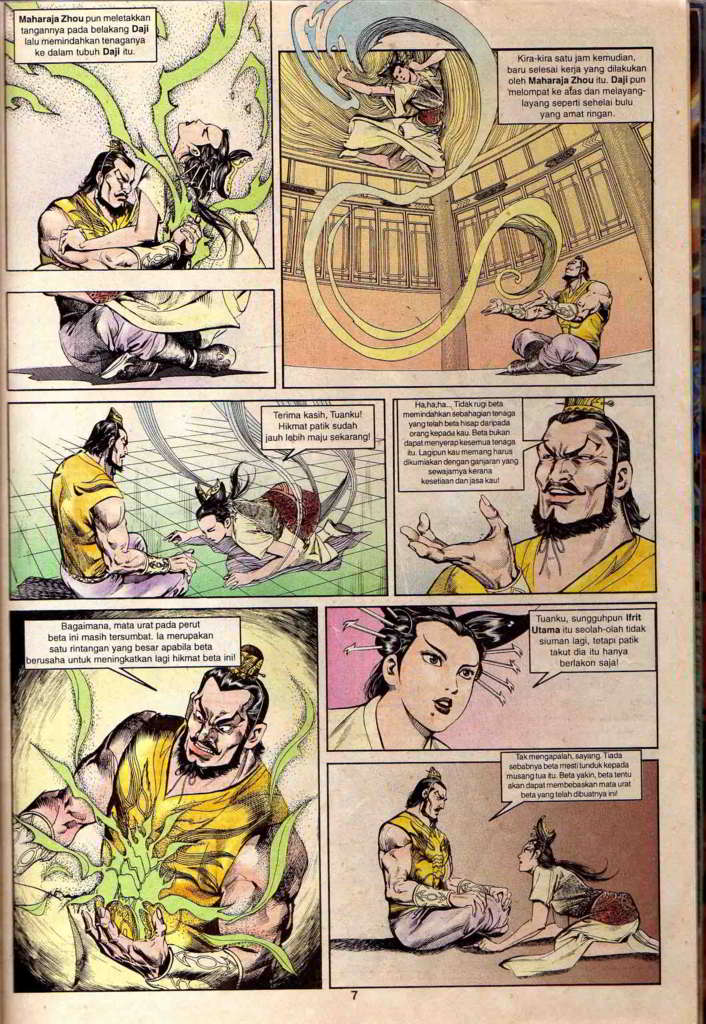 Maharaja Zhou pun meletakkan
tangannya pada belakang Daji
lalu memindahkan tenaganya
ke dalam tubuh Daji itu.
Kira-kira satu jam kemudian,
baru selesai kerja yang dilakukan
oleh Maharaja Zhou itu. Daji pun
melompat ke atas dan melayang-
layang seperti sehelai bulu
yang amat ringan.
Terima kasih, Tuanku!
Hikmat patik sudah
jauh lebih maju sekarang!
Ha,ha,ha... Tidak rugi beta
memindahkan sebahagian tenaga
yang telah beta hisap daripada
orang kepada kau. Beta bukan
dapat menyerap kesemua tenaga
itu. Lagipun kau memang harus
dikurniakan dengan ganjaran yang
sewajarnya kerana
kesetiaan dan jasa kau!
Bagaimana, mata urat pada perut
beta ini masih tersumbat. Ia merupakan
satu rintangan yang besar apabila beta
berusaha untuk meningkatkan lagi hikmat beta ini!
Tuanku, sungguhpun Ifrit
Utama itu seolah-olah tidak
siuman lagi, tetapi patik
takut dia itu hanya
berlakon saja!
Tak mengapalah, sayang. Tiada
sebabnya beta mesti tunduk kepada
musang tua itu. Beta yakin, beta tentu
akan dapat membebaskan mata urat
beta yang telah dibuatnya ini!
7